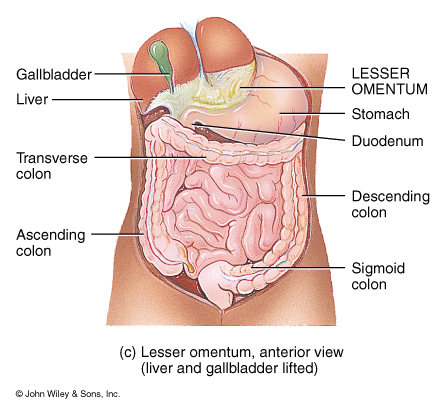 Gallbladder
Liver
Transverse
colon
Ascending
colon
LESSER
OMENTUM
Stomach
Duodenum
Descending
colon
Sigmoid
colon
(c) Lesser omentum, anterior view
(liver and gallbladder lifted)
© John Wiley & Sons, Inc.